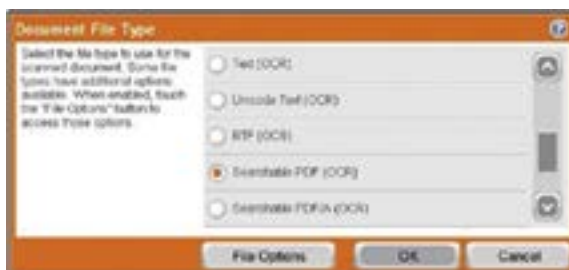 Document File Type
Select the file type to use for the
scanned document. Some file
types have additional options
available. When enabled, touch
the "File Options" button to
access those options.
Text (OCR)
Unicode Text (OCR)
RTF (OCR)
Searchable PDF (OCR)
Searchable PDF/A (OCR)
File Options
OK
Cancel